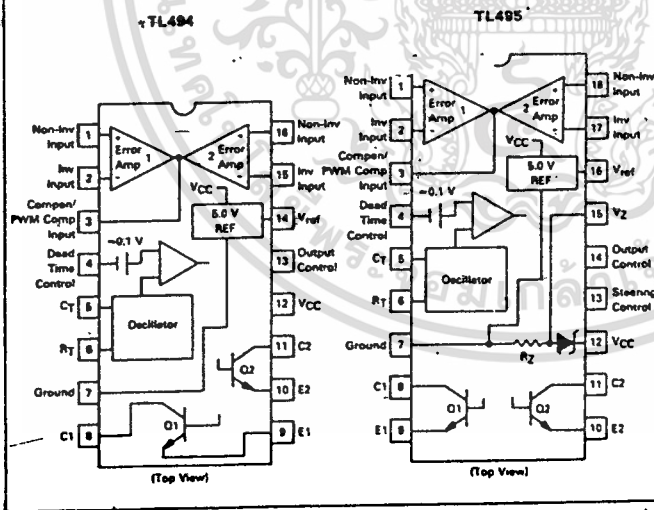 TL494
Non-Inv
Input
1
Inv
Input
2
Compen/
PWM Comp
Input
3
Dead
Time
Control
4
CT
5
RT
6
Ground
7
C1
8
Error
Amp
1
2
Error
Amp
VCC
5.0 V
REF
~0.1 V
Oscillator
Q2
Q1
16
Non-Inv
Input
15
Inv
Input
14
Vref
13
Output
Control
12
VCC
11
C2
10
E2
9
E1
(Top View)
TL495
Non-Inv
Input
1
Inv
Input
2
Compen/
PWM Comp
Input
3
Dead
Time
Control
4
CT
5
RT
6
Ground
7
C1
8
E1
9
Error
Amp
1
2
Error
Amp
VCC
5.0 V
REF
~0.1 V
Oscillator
RZ
Q1
Q2
18
Non-Inv
Input
17
Inv
Input
16
Vref
15
VZ
14
Output
Control
13
Steering
Control
12
VCC
11
C2
10
E2
(Top View)